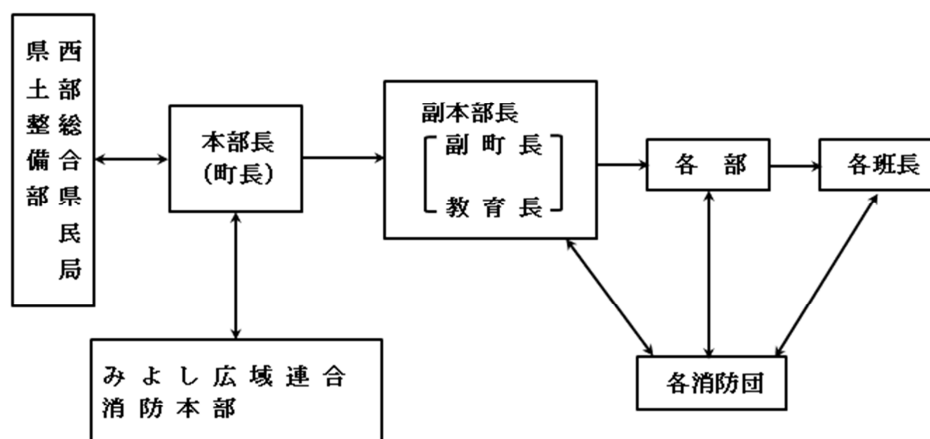 西部総合県民局
県土整備部
本部長
(町長)
副本部長
副町長
教育長
各部
各班長
みよし広域連合
消防本部
各消防団